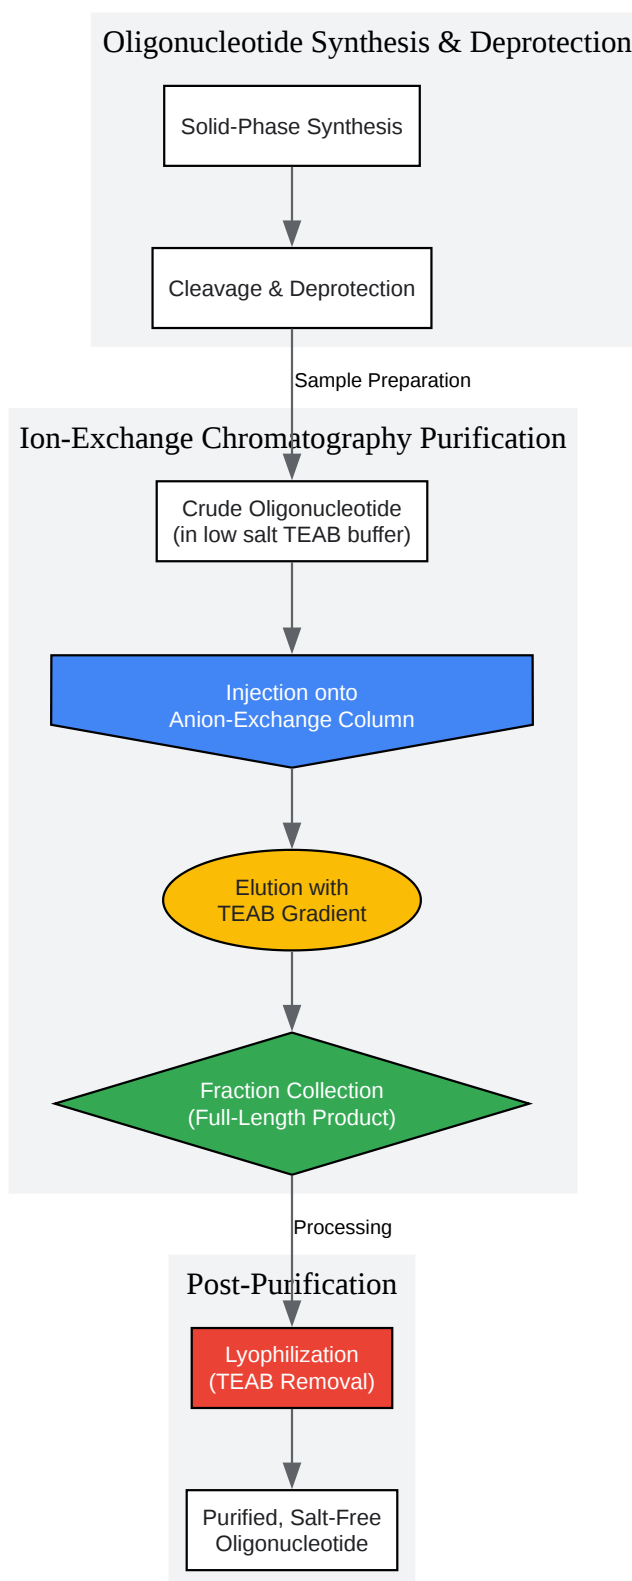 Oligonucleotide Synthesis & Deprotection
Solid-Phase Synthesis
Cleavage & Deprotection
Sample Preparation
Ion-Exchange Chromatography Purification
Crude Oligonucleotide
(in low salt TEAB buffer)
Injection onto
Anion-Exchange Column
Elution with
TEAB Gradient
Fraction Collection
(Full-Length Product)
Processing
Post-Purification
Lyophilization
(TEAB Removal)
Purified, Salt-Free
Oligonucleotide